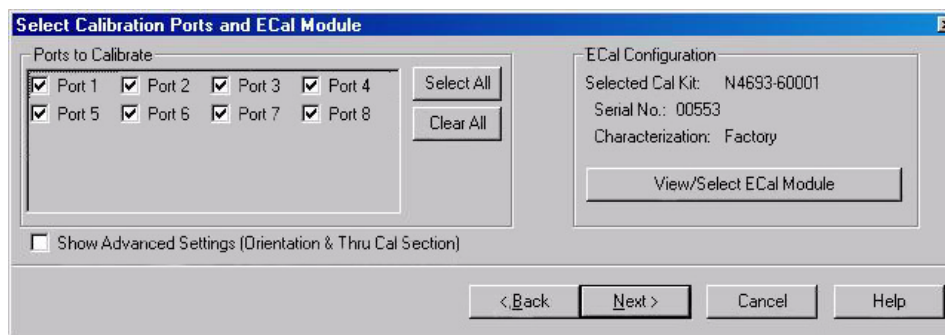 Select Calibration Ports and ECal Module
Ports to Calibrate
Port 1 Port 2 Port 3 Port 4
Port 5 Port 6 Port 7 Port 8
Select All
Clear All
ECal Configuration
Selected Cal Kit: N4693-60001
Serial No.: 00553
Characterization: Factory
View/Select ECal Module
Show Advanced Settings (Orientation & Thru Cal Section)
< Back Next > Cancel Help